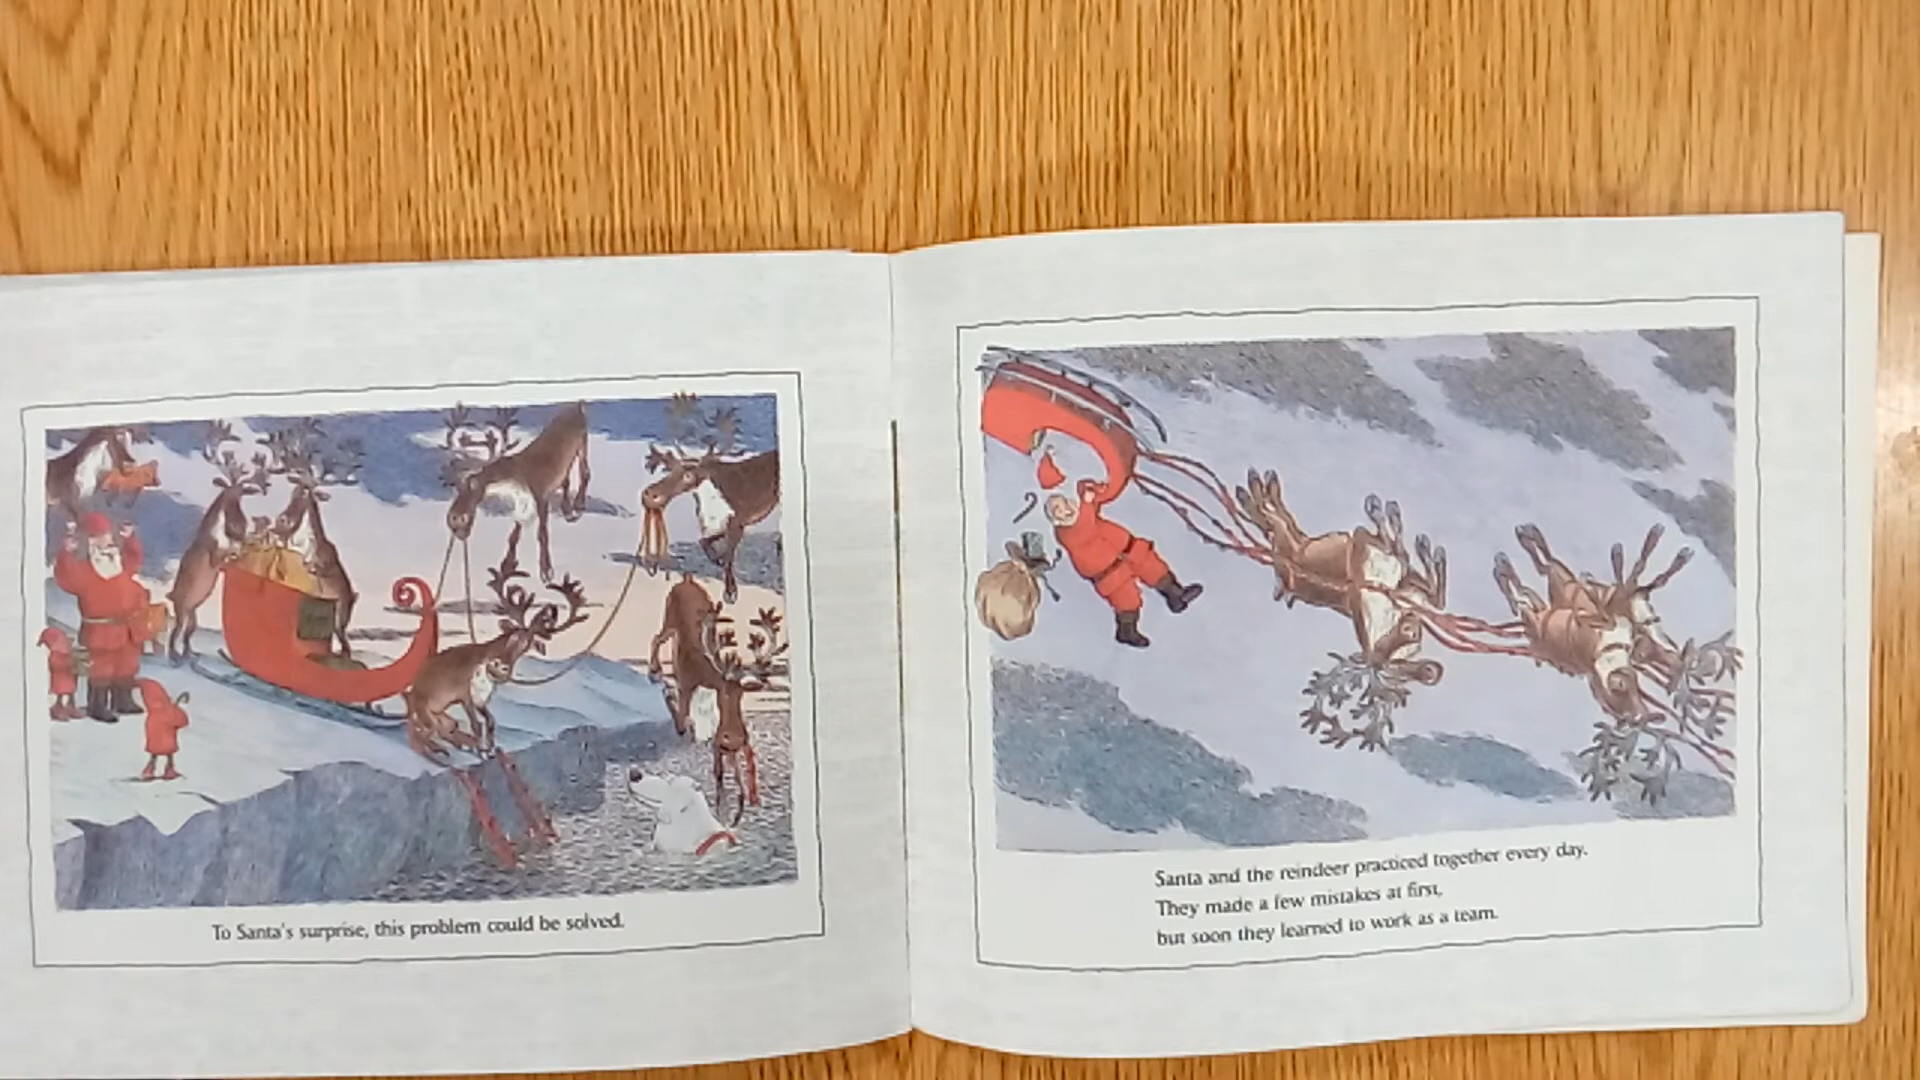 To Santa's surprise, this problem could be solved.
Santa and the reindeer practiced together every day.
They made a few mistakes at first,
but soon they learned to work as a team.